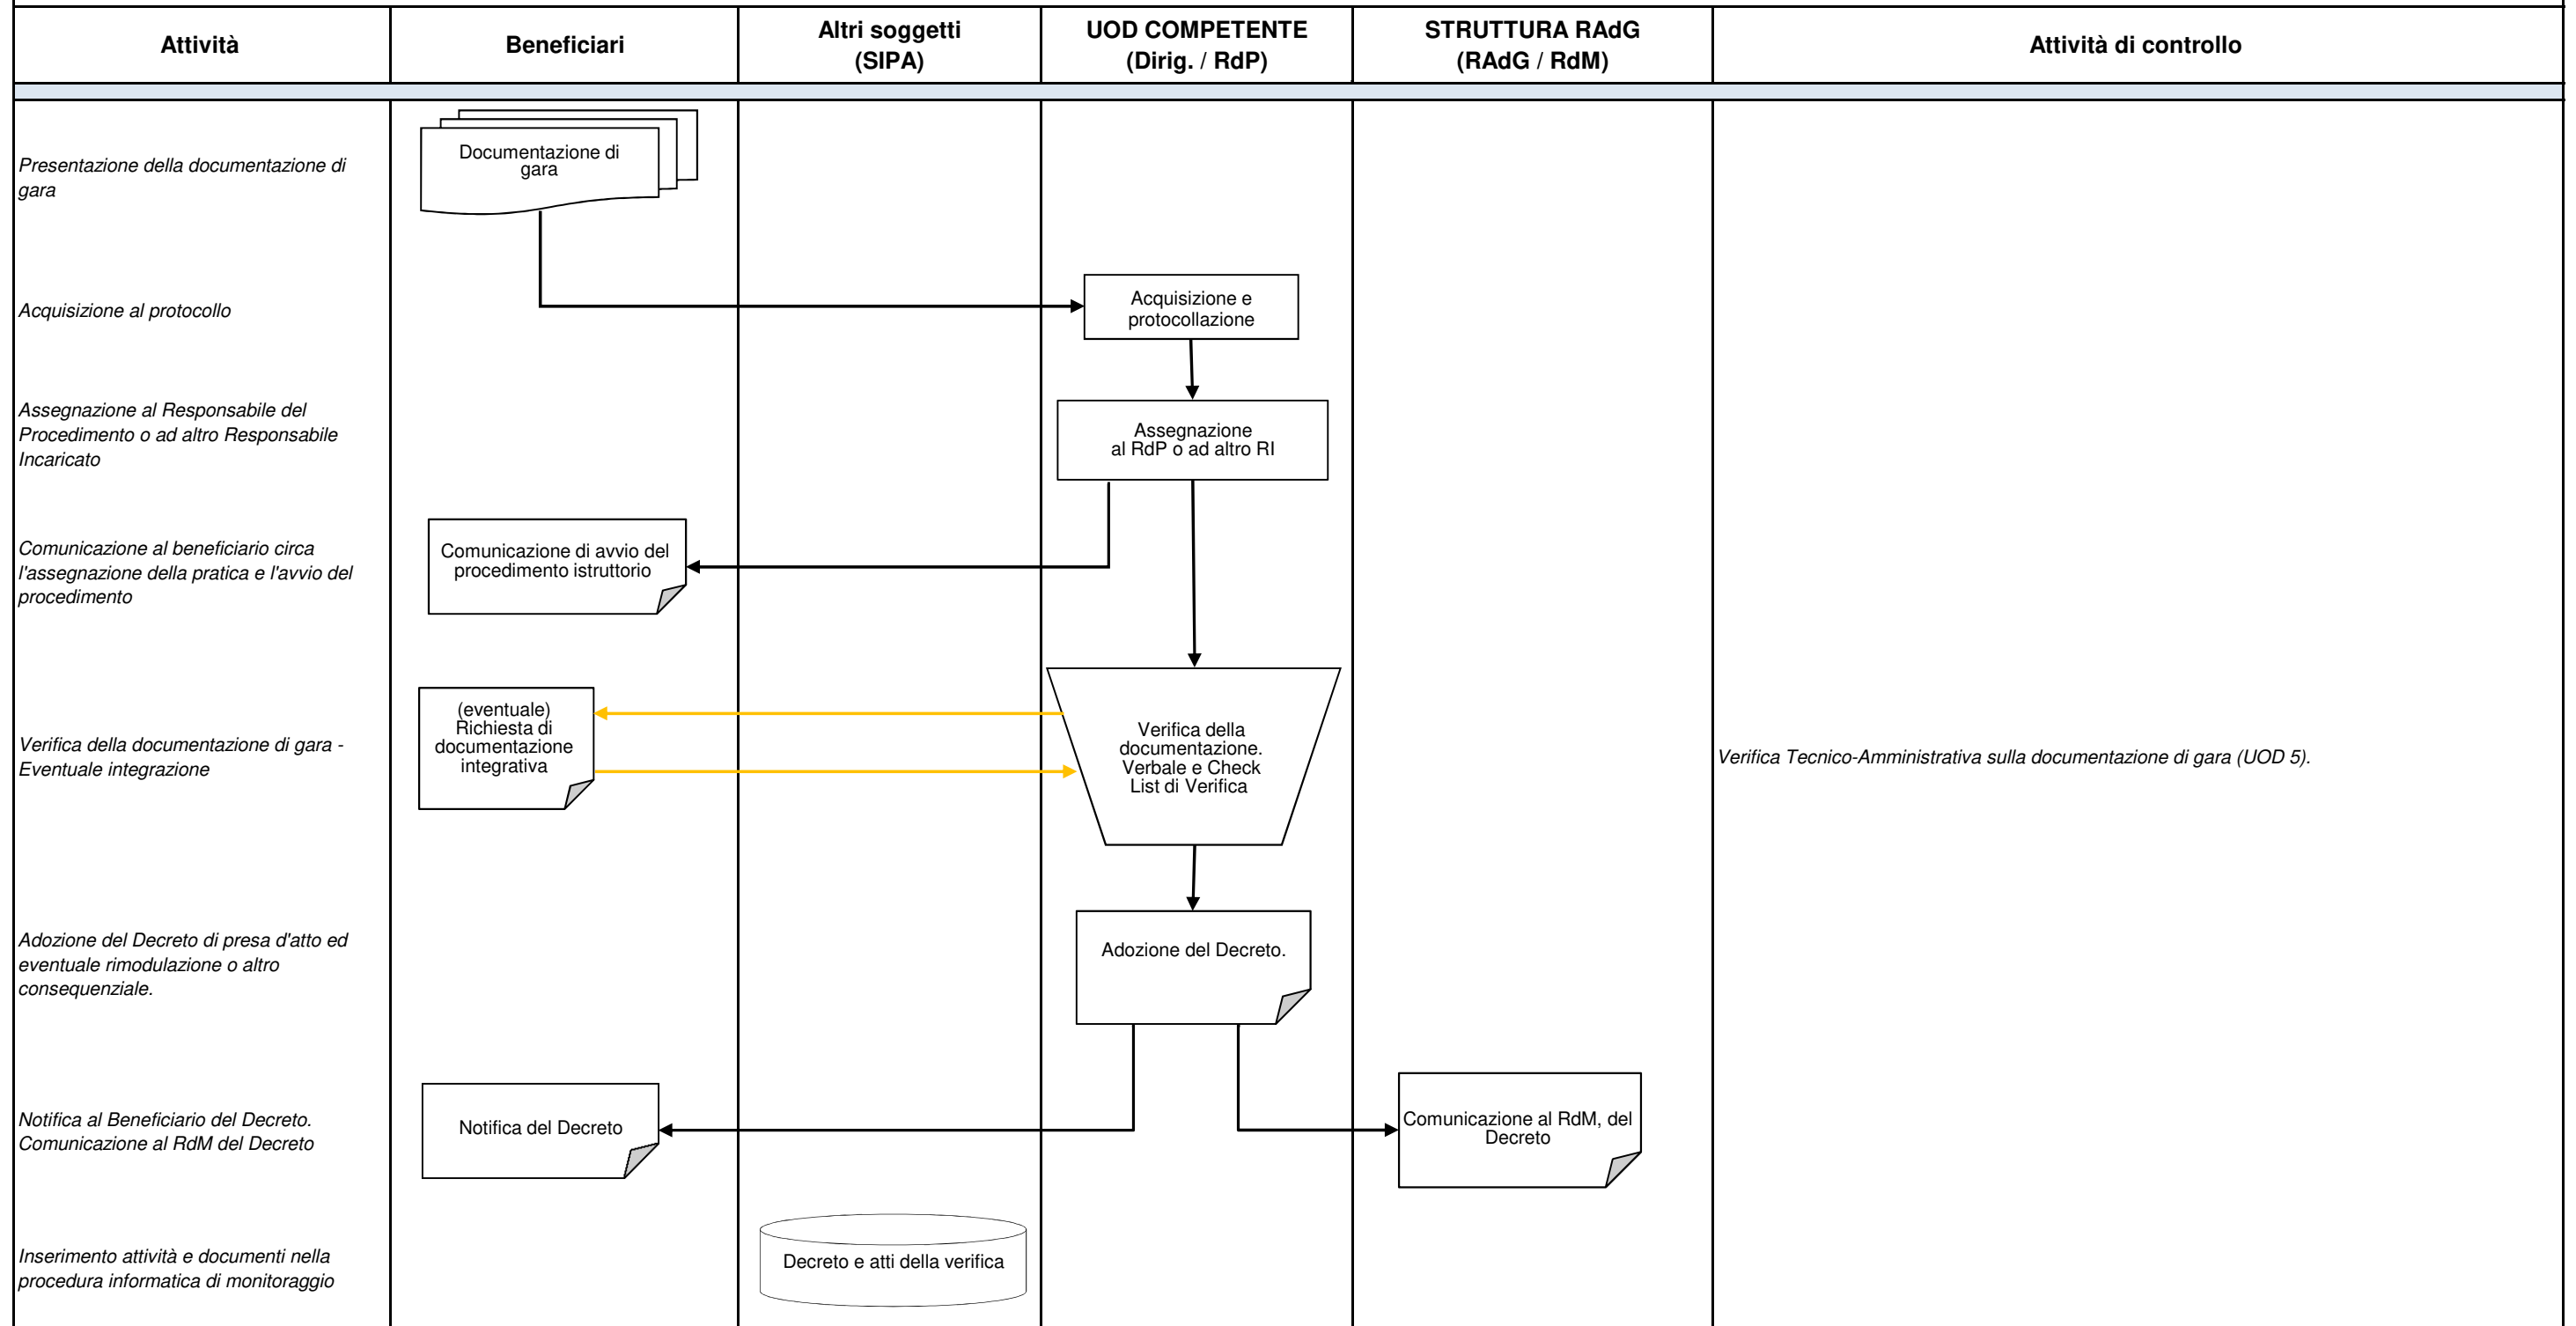 Attività
Beneficiari
Altri soggetti
(SIPA)
UOD COMPETENTE
(Dirig. / RdP)
STRUTTURA RAdG
(RAdG / RdM)
Attività di controllo
Presentazione della documentazione di
gara
Documentazione di
gara
Acquisizione al protocollo
Acquisizione e
protocollazione
Assegnazione al Responsabile del
Procedimento o ad altro Responsabile
Incaricato
Assegnazione
al RdP o ad altro RI
Comunicazione al beneficiario circa
l'assegnazione della pratica e l'avvio del
procedimento
Comunicazione di avvio del
procedimento istruttorio
Verifica della documentazione di gara -
Eventuale integrazione
(eventuale)
Richiesta di
documentazione
integrativa
Verifica della
documentazione.
Verbale e Check
List di Verifica
Verifica Tecnico-Amministrativa sulla documentazione di gara (UOD 5).
Adozione del Decreto di presa d'atto ed
eventuale rimodulazione o altro
consequenziale.
Adozione del Decreto.
Notifica al Beneficiario del Decreto.
Comunicazione al RdM del Decreto
Notifica del Decreto
Comunicazione al RdM, del
Decreto
Inserimento attività e documenti nella
procedura informatica di monitoraggio
Decreto e atti della verifica